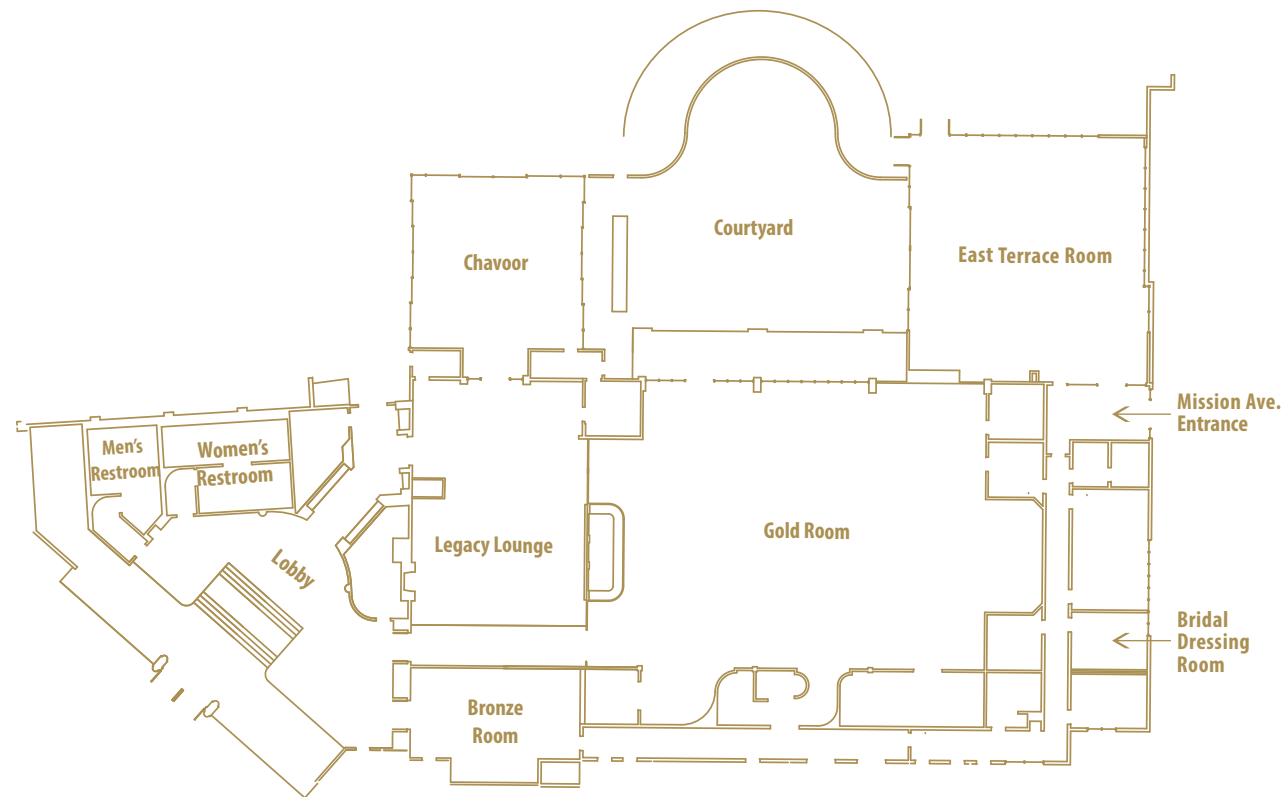 Courtyard
Chavoor
East Terrace Room
Mission Ave.
Entrance
Men's
Restroom
Women's
Restroom
Lobby
Legacy Lounge
Gold Room
Bridal
Dressing
Room
Bronze
Room